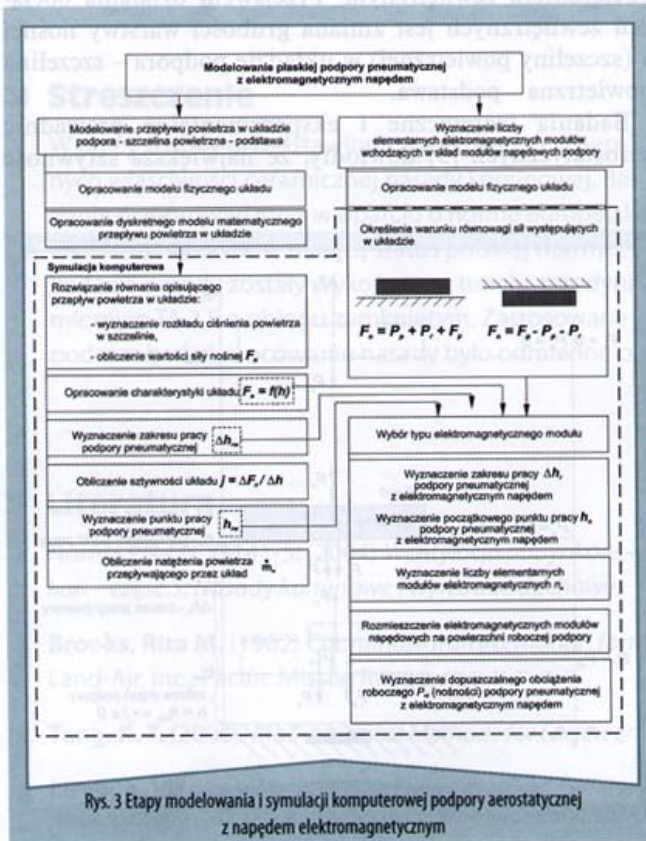 Modelowanie płaskiej podpory pneumatycznej
z elektromagnetycznym napędem
Modelowanie przepływu powietrza w układzie
podpora - szczelina powietrzna - podstawa
Opracowanie modelu fizycznego układu
Opracowanie dyskretnego modelu matematycznego
przepływu powietrza w układzie
Symulacja komputerowa
Rozwiązanie równania opisującego
przepływ powietrza w układzie:
- wyznaczenie rozkładu ciśnienia powietrza
w szczelinie,
- obliczenie wartości siły nośnej
Opracowanie charakterystyki układu = f(h)
Wyznaczenie zakresu pracy
podpory pneumatycznej
Obliczenie sztywności układu
Wyznaczenie punktu pracy
podpory pneumatycznej
Obliczenie natężenia powietrza
przepływającego przez układ
Wyznaczenie liczby
elementarnych elektromagnetycznych modułów
wchodzących w skład modułów napędowych podpory
Opracowanie modelu fizycznego układu
Określenie warunku równowagi sił występujących
w układzie
Wybór typu elektromagnetycznego modułu
Wyznaczenie zakresu pracy
podpory pneumatycznej
z elektromagnetycznym napędem
Wyznaczenie początkowego punktu pracy
podpory pneumatycznej
z elektromagnetycznym napędem
Wyznaczenie liczby elementarnych
modułów elektromagnetycznych
Rozmieszczenie elektromagnetycznych modułów
napędowych na powierzchni roboczej podpory
Wyznaczenie dopuszczalnego obciążenia
roboczego (nośności) podpory pneumatycznej
z elektromagnetycznym napędem
Rys. 3 Etapy modelowania i symulacji komputerowej podpory aerostatycznej
z napędem elektromagnetycznym